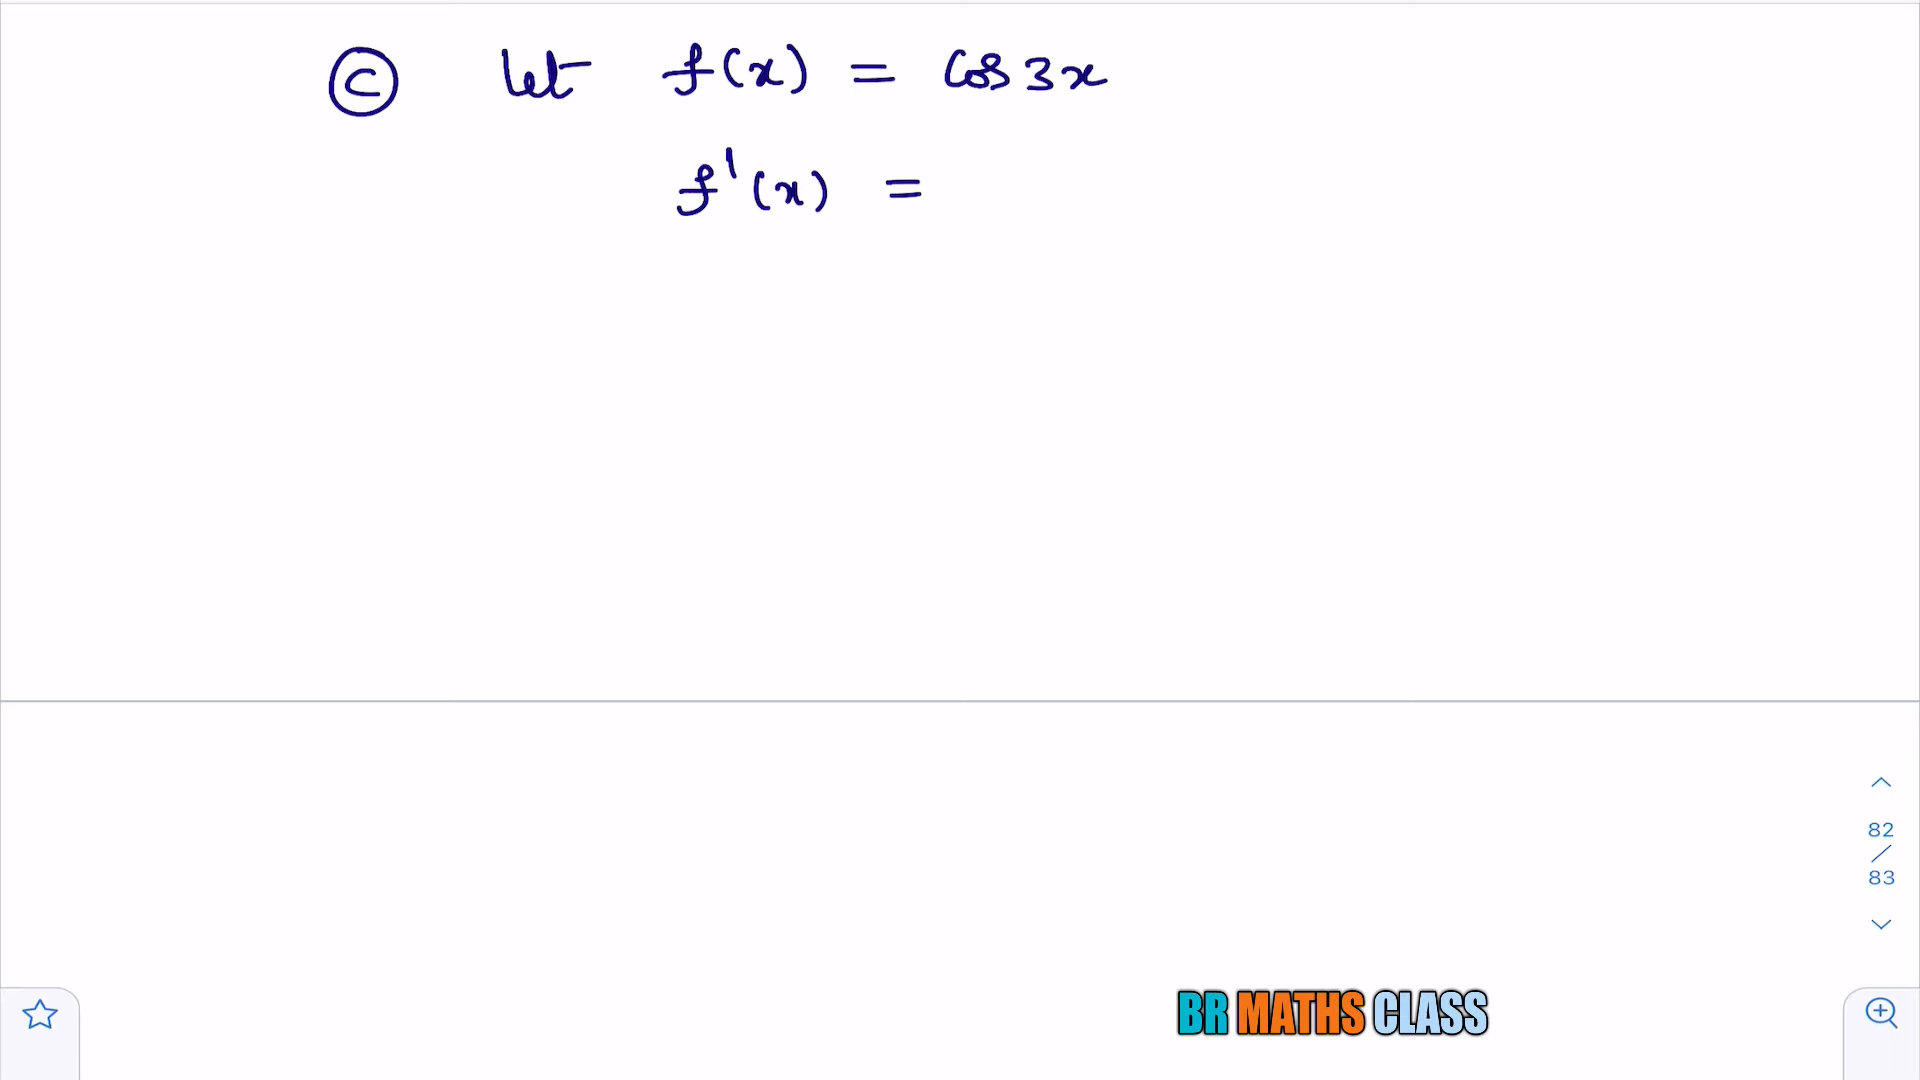 ⓒ let f(x) = cos 3x
f'(x) =
82
/
83
BR MATHS CLASS